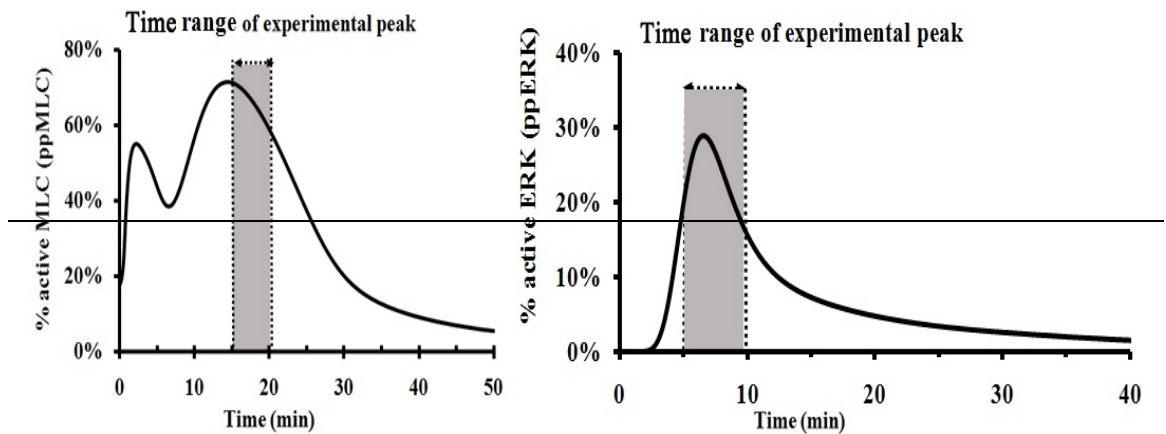 Time range of experimental peak
80%
60%
40%
20%
0%
% active MLC (ppMLC)
0 10 20 30 40 50
Time (min)
Time range of experimental peak
40%
30%
20%
10%
0%
% active ERK (ppERK)
0 10 20 30 40
Time (min)